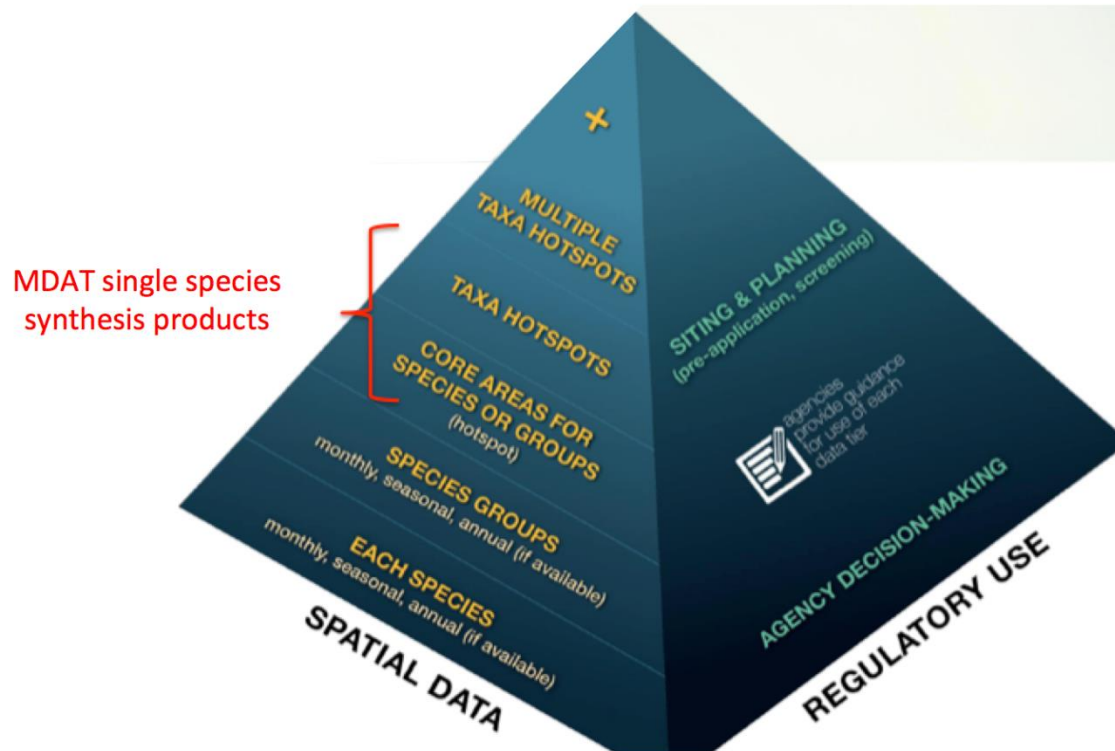 MDAT single species
synthesis products
+
MULTIPLE
TAXA HOTSPOTS
TAXA HOTSPOTS
CORE AREAS FOR
SPECIES OR GROUPS
(hotspot)
SPECIES GROUPS
monthly, seasonal, annual (if available)
EACH SPECIES
monthly, seasonal, annual (if available)
SPATIAL DATA
SITING & PLANNING
(pre-application, screening)
agencies
provide guidance
for use of each
data tier
AGENCY DECISION-MAKING
REGULATORY USE